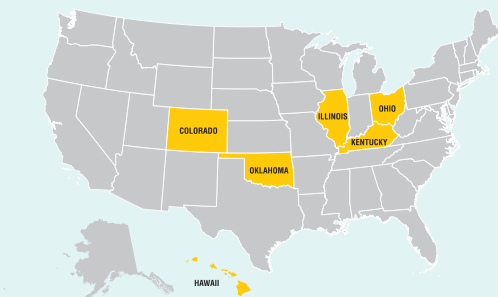 OHIO
ILLINOIS
COLORADO
KENTUCKY
OKLAHOMA
HAWAII